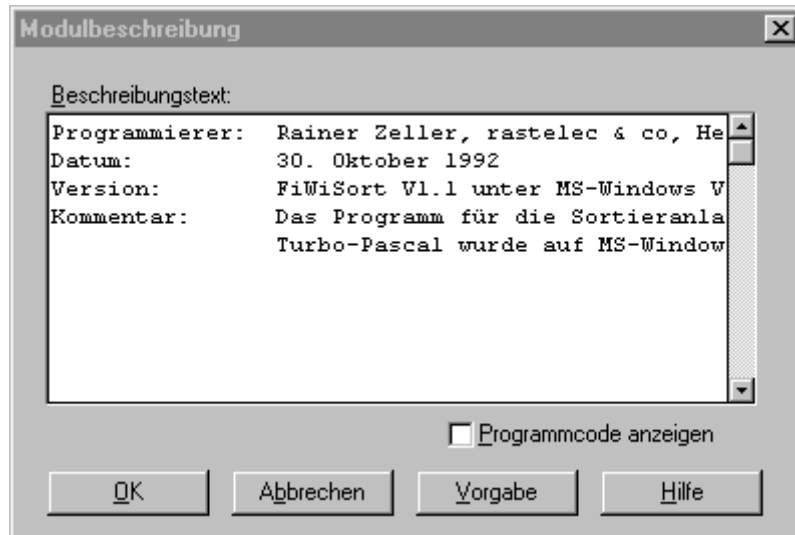 Modulbeschreibung
Beschreibungstext:
Programmierer: Rainer Zeller, rastelec & co, He
Datum: 30. Oktober 1992
Version: FiWiSort V1.1 unter MS-Windows V
Kommentar: Das Programm für die Sortieranla
Turbo-Pascal wurde auf MS-Window
Programmcode anzeigen
OK Abbrechen Vorgabe Hilfe